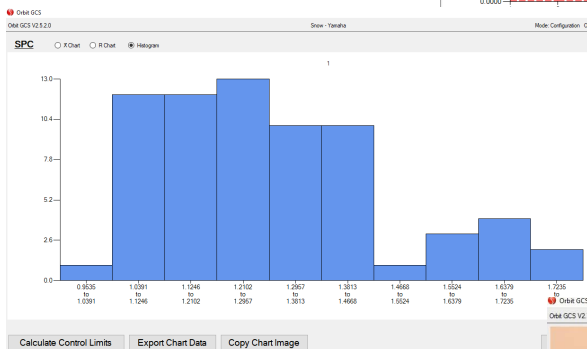 0.0000
Orbit GCS
Orbit GCS V2.5.2.0 Snow - Yamaha Mode: Configuration
SPC X Chart R Chart Histogram
1
13.0
10.4
7.8
5.2
2.6
0.0
0.9535 1.0391 1.1246 1.2102 1.2957 1.3813 1.4668 1.5524 1.6379 1.7235
to to to to to to to to to to
1.0391 1.1246 1.2102 1.2957 1.3813 1.4668 1.5524 1.6379 1.7235
Orbit GCS
Orbit GCS V2.
Calculate Control Limits Export Chart Data Copy Chart Image